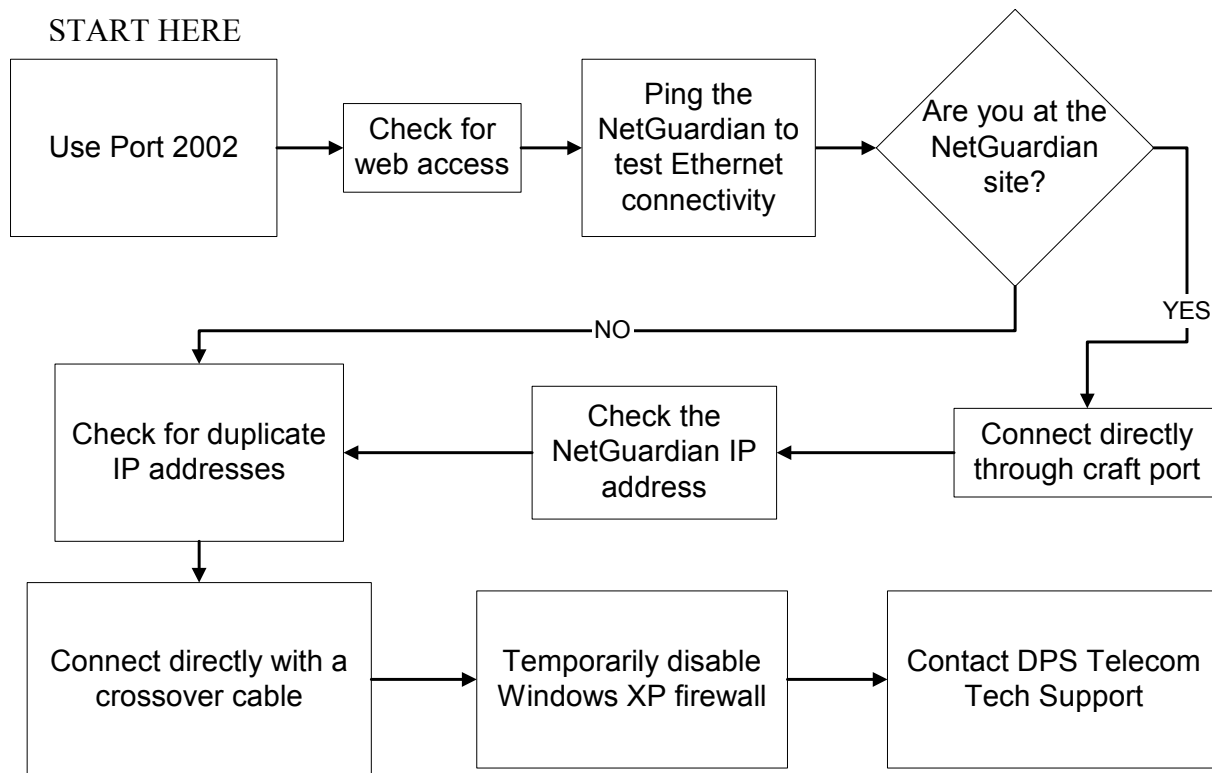 START HERE
Use Port 2002
Check for
web access
Ping the
NetGuardian to
test Ethernet
connectivity
Are you at the
NetGuardian
site?
YES
NO
Connect directly
through craft port
Check the
NetGuardian IP
address
Check for duplicate
IP addresses
Connect directly with a
crossover cable
Temporarily disable
Windows XP firewall
Contact DPS Telecom
Tech Support